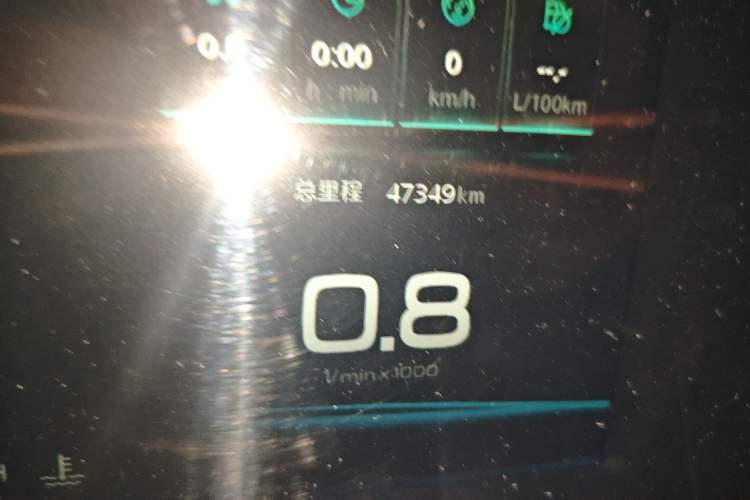 0:00 0 --.-
h min km/h L/100km
总里程 47349km
0.8
1/min x1000
H